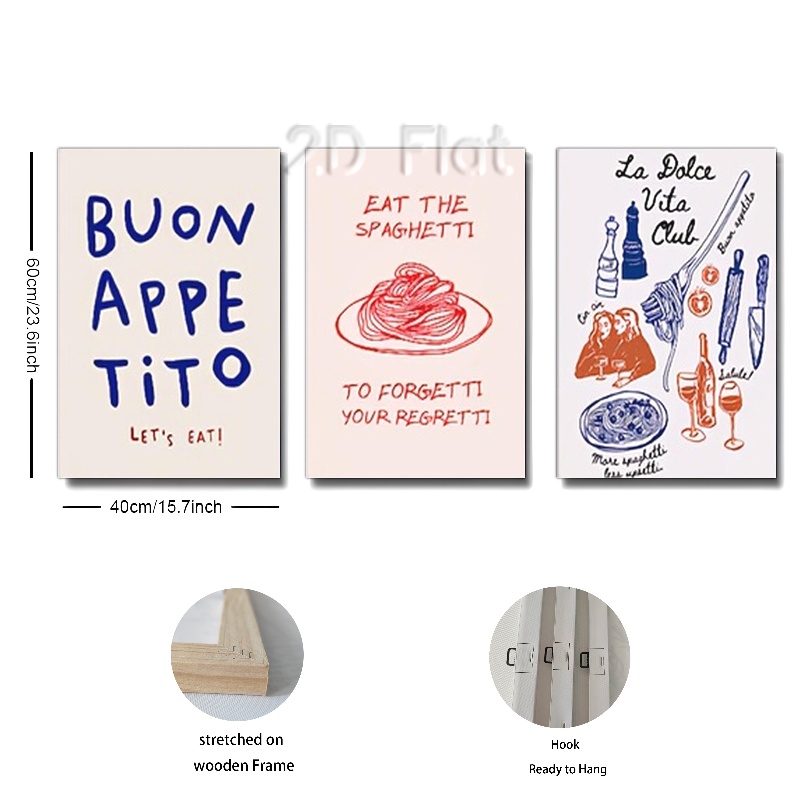 2D Flat
60cm/23.6inch
BUON
APPE
TiTO
LET'S EAT!
40cm/15.7inch
EAT THE
SPAGHETTI
TO FORGETTI
YOUR REGRETTI
La Dolce
Vita
Club
Buon appetito
Cin cin
Salute!
More spaghetti
less upsetti
stretched on
wooden Frame
Hook
Ready to Hang